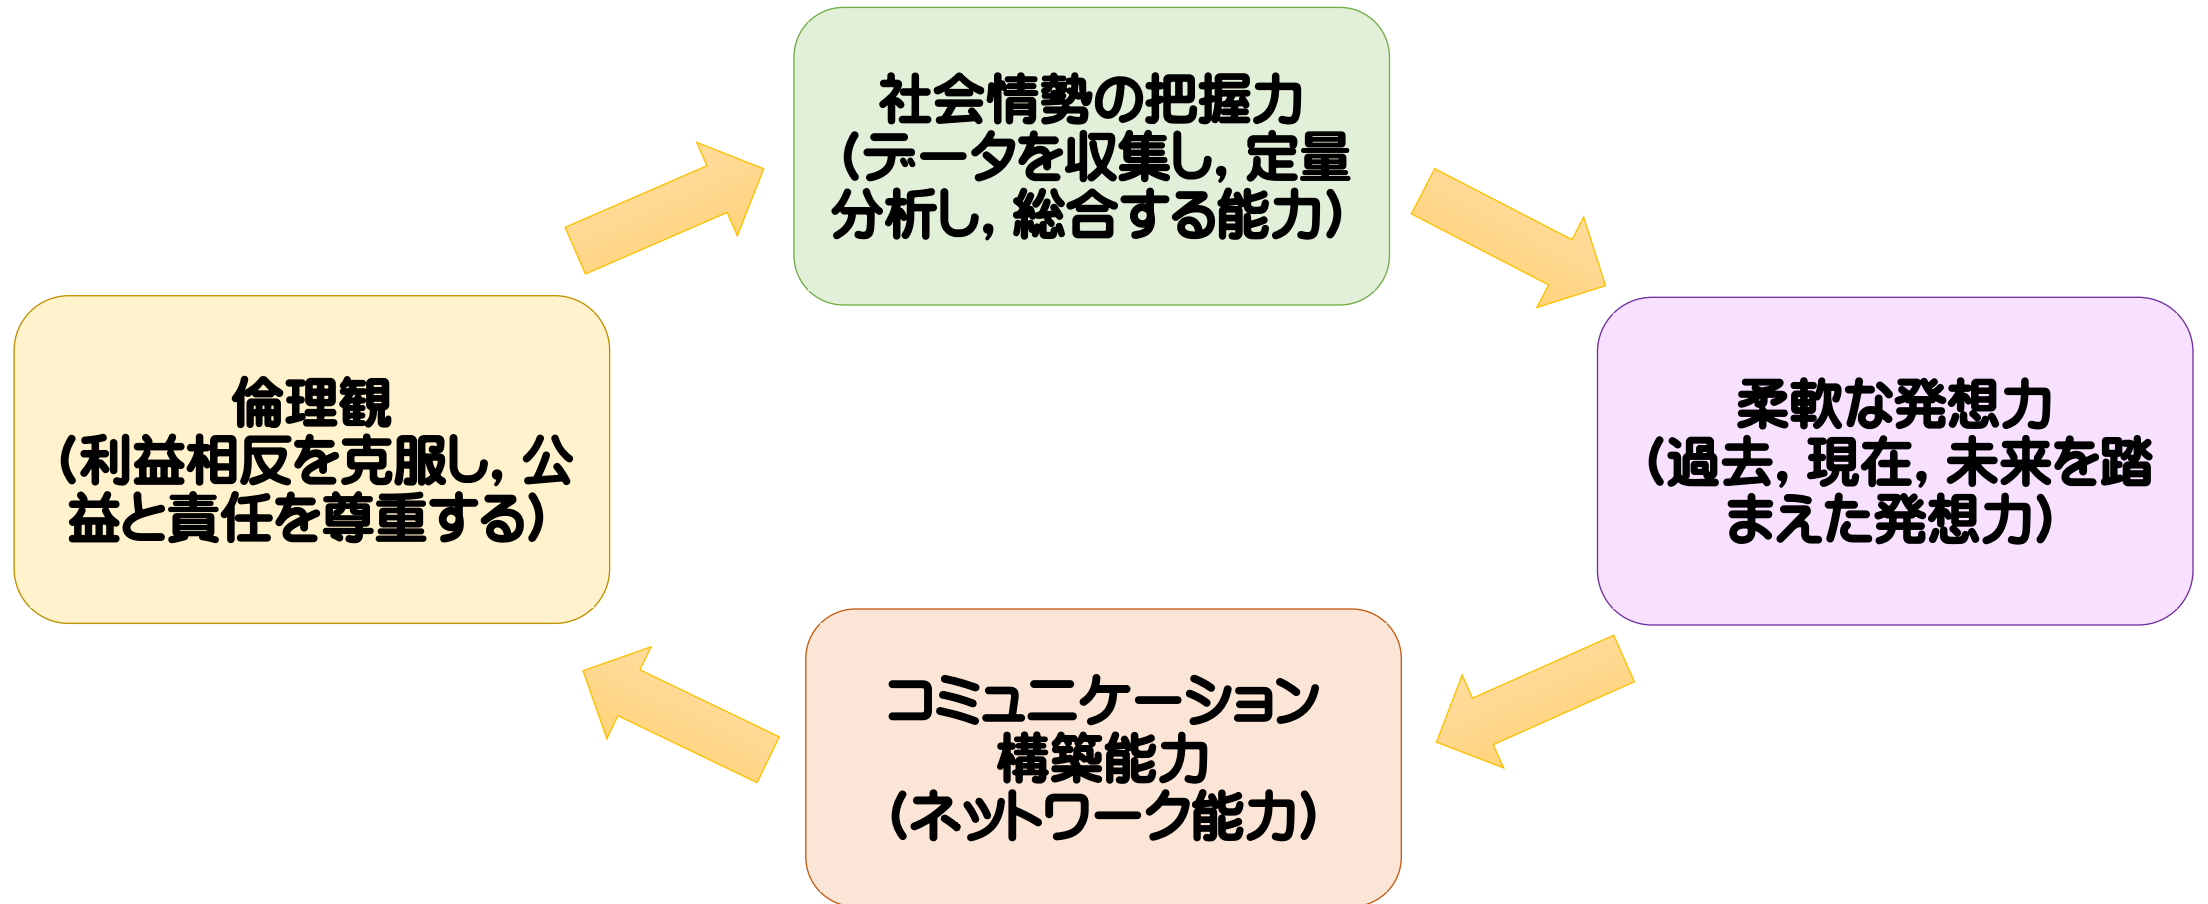 社会情勢の把握力
（データを収集し，定量
分析し，総合する能力）
倫理観
（利益相反を克服し，公
益と責任を尊重する）
柔軟な発想力
（過去，現在，未来を踏
まえた発想力）
コミュニケーション
構築能力
（ネットワーク能力）